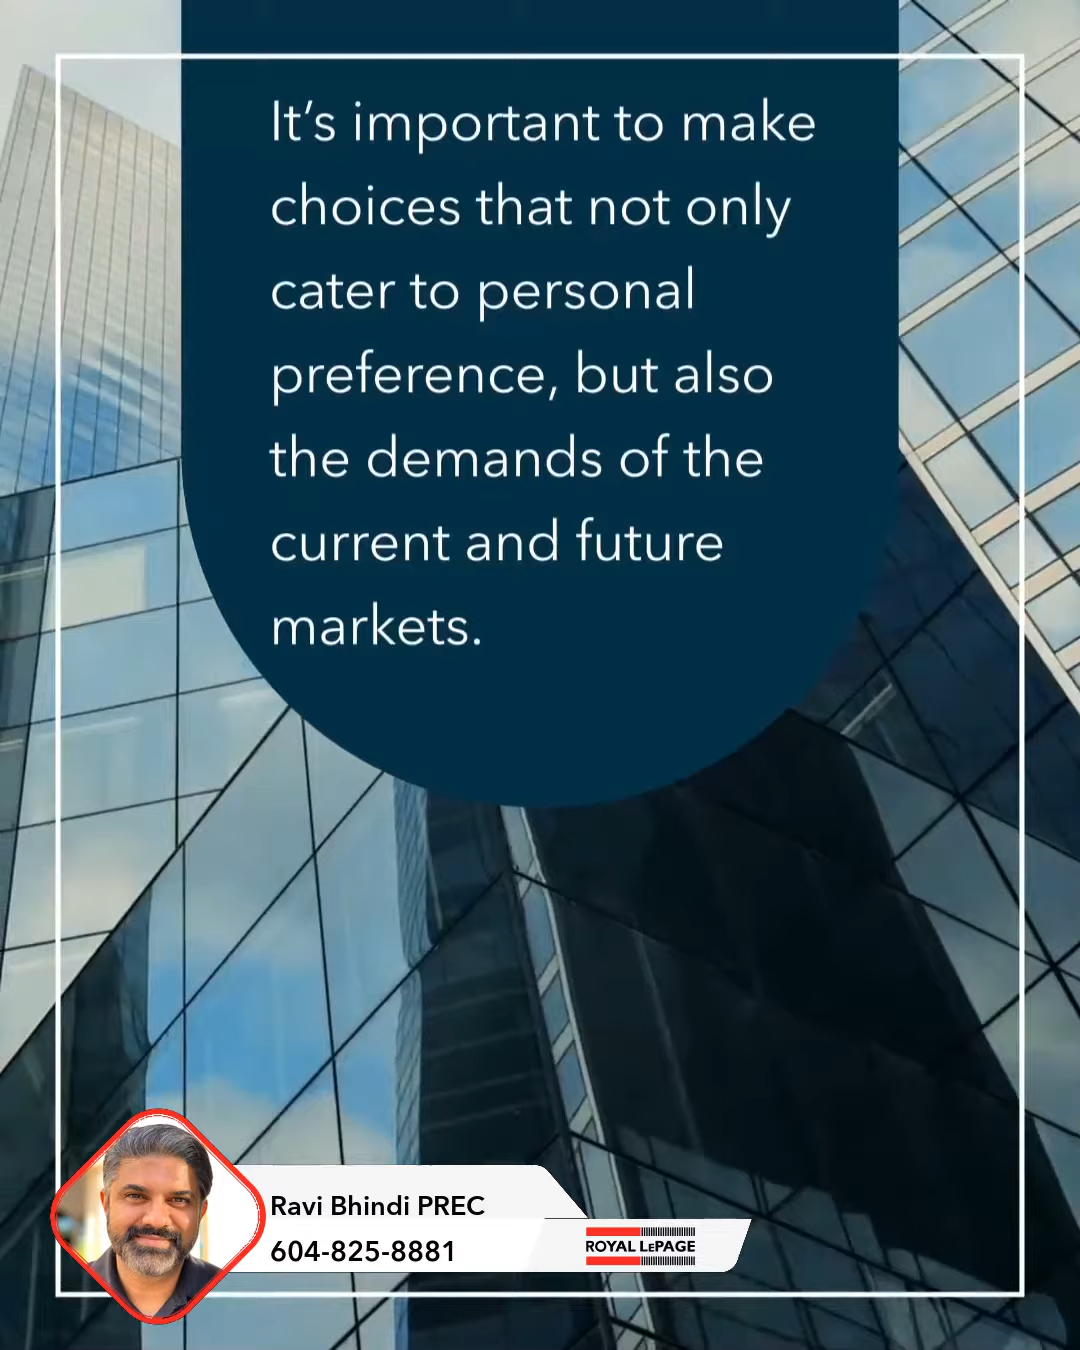 It’s important to make
choices that not only
cater to personal
preference, but also
the demands of the
current and future
markets.
Ravi Bhindi PREC
604-825-8881
ROYAL LEPAGE